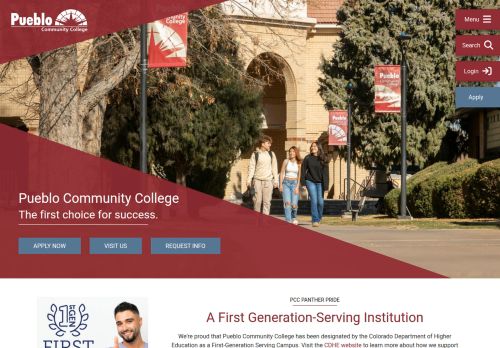 Pueblo
Community College
Menu
Search
Login
Apply
Community
College
Pueblo
Pueblo
Pueblo Community College
The first choice for success.
APPLY NOW
VISIT US
REQUEST INFO
PCC PANTHER PRIDE
A First Generation-Serving Institution
We're proud that Pueblo Community College has been designated by the Colorado Department of Higher
Education as a First-Generation Serving Campus. Visit the CDHE website to learn more about how we support
1ST GEN
FIRST